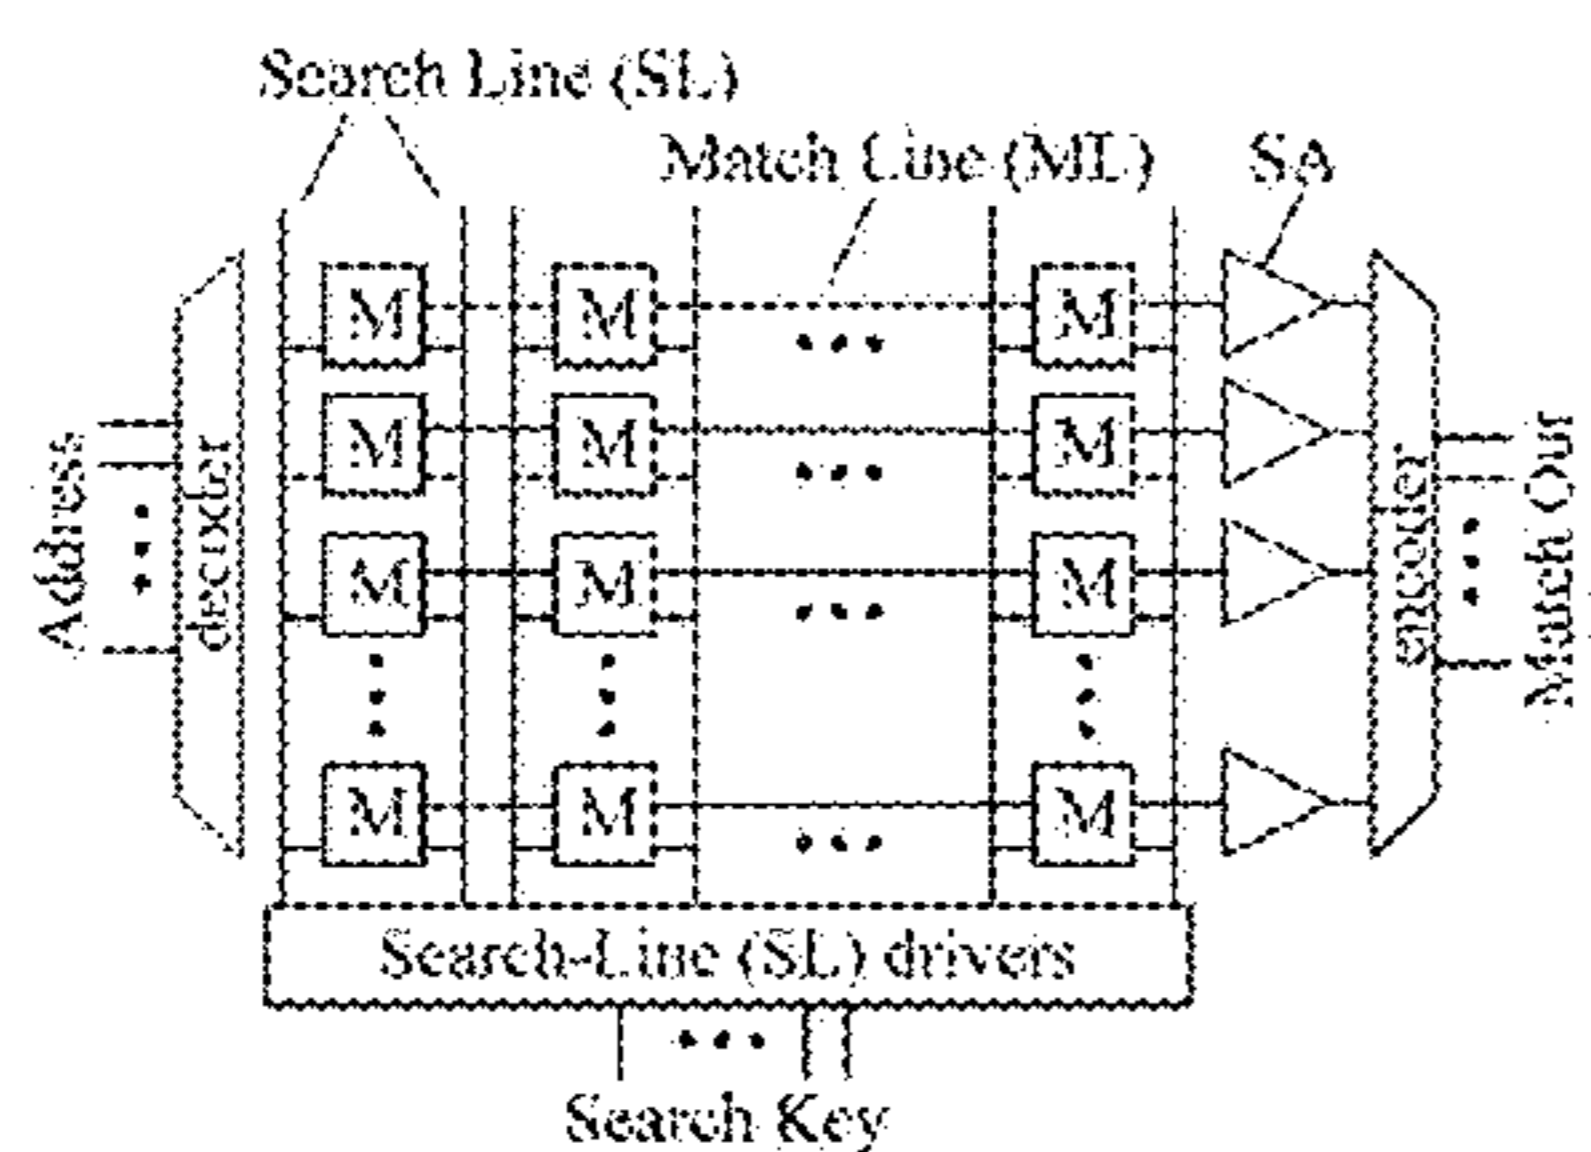 Search Line (SL)
Match Line (ML)
SA
M M M
M M M
M M M
M M M
Address
decoder
encoder
Match Out
Search-Line (SL) drivers
Search Key